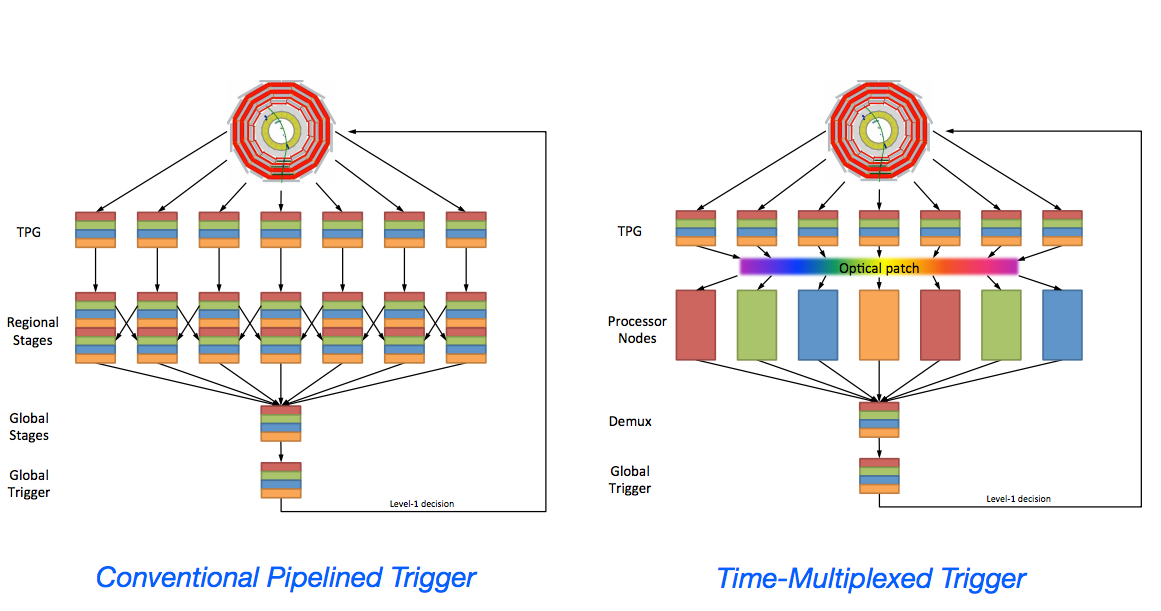 TPG
Regional
Stages
Global
Stages
Global
Trigger
Level-1 decision
Conventional Pipelined Trigger
TPG
Optical patch
Processor
Nodes
Demux
Global
Trigger
Level-1 decision
Time-Multiplexed Trigger